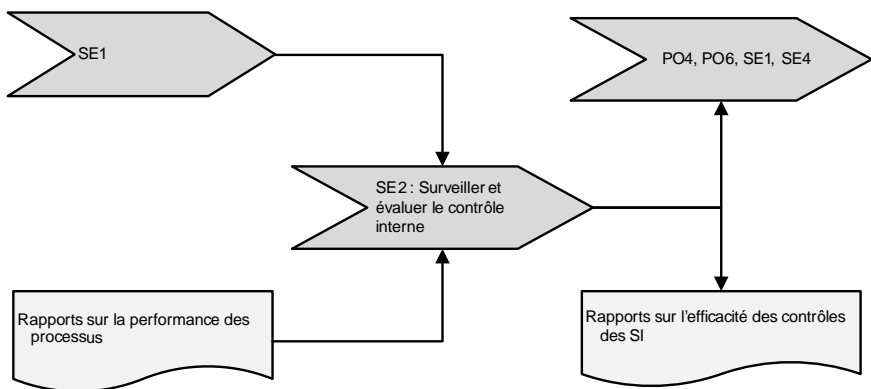 SE1
PO4, PO6, SE1, SE4
SE2 : Surveiller et
évaluer le contrôle
interne
Rapports sur la performance des
processus
Rapports sur l'efficacité des contrôles
des SI